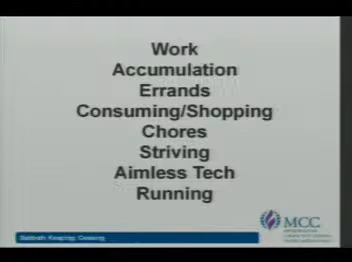 Work
Accumulation
Errands
Consuming/Shopping
Chores
Striving
Aimless Tech
Running
MCC
Sabbath Keeping: Ceasing